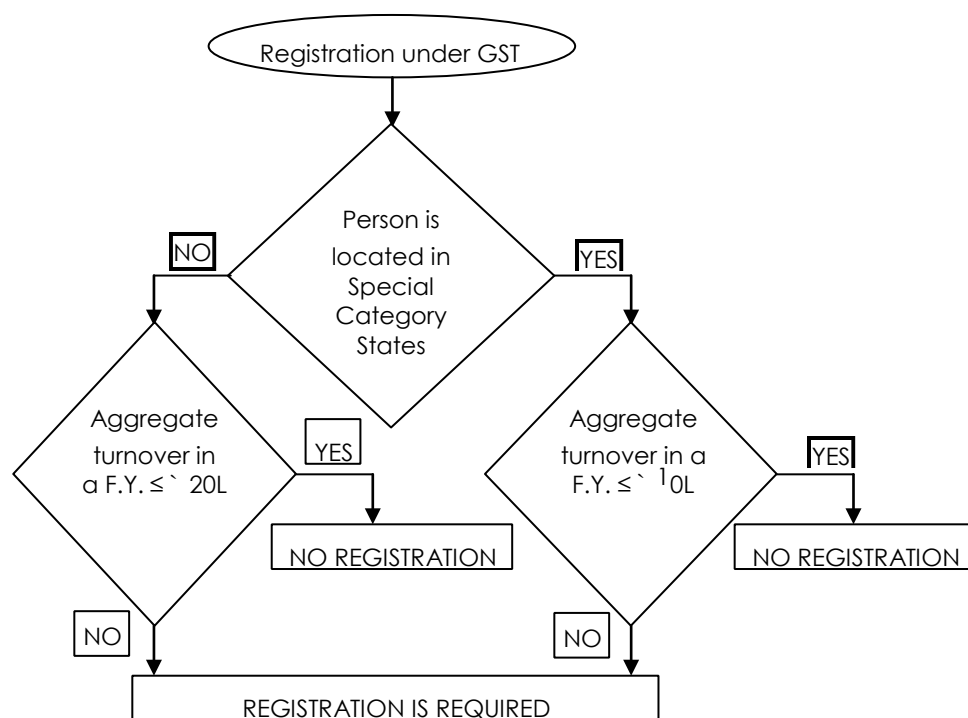 Registration under GST
Person is
located in
Special
Category
States
NO
YES
Aggregate
turnover in
a F.Y. ≤ ` 20L
YES
NO REGISTRATION
Aggregate
turnover in a
F.Y. ≤ ` 10L
YES
NO REGISTRATION
NO
NO
REGISTRATION IS REQUIRED